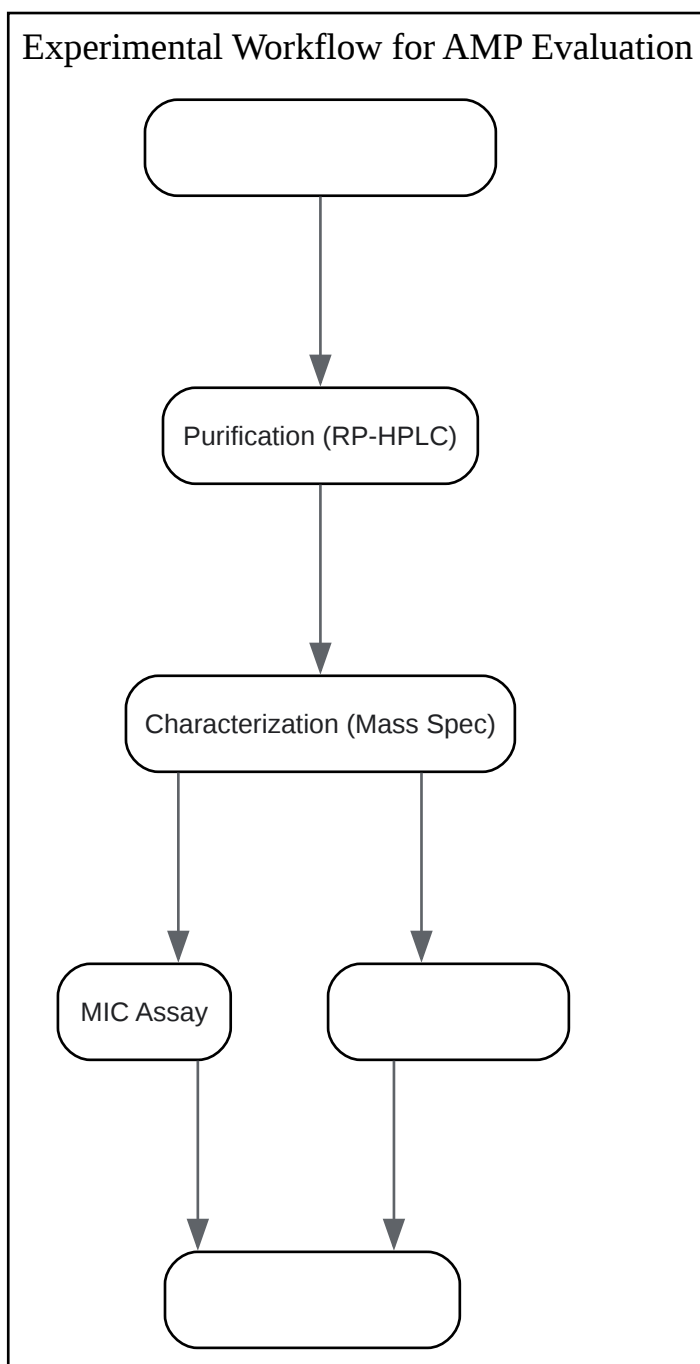 Experimental Workflow for AMP Evaluation
Purification (RP-HPLC)
Characterization (Mass Spec)
MIC Assay